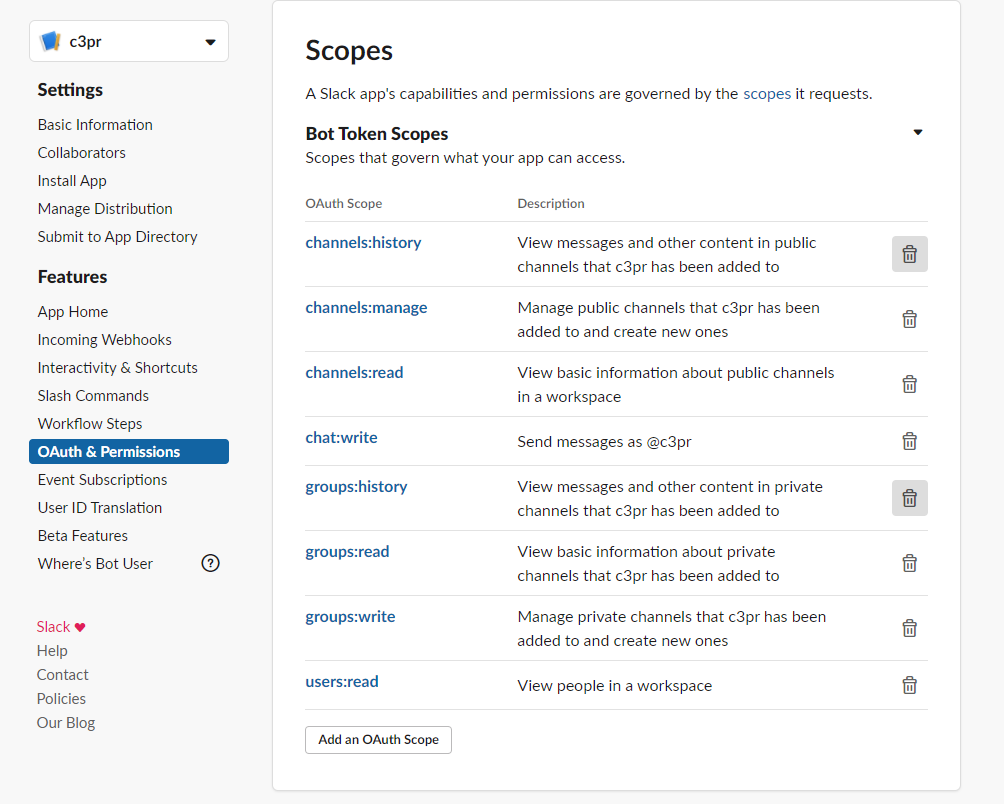 c3pr
Settings
Basic Information
Collaborators
Install App
Manage Distribution
Submit to App Directory
Features
App Home
Incoming Webhooks
Interactivity & Shortcuts
Slash Commands
Workflow Steps
OAuth & Permissions
Event Subscriptions
User ID Translation
Beta Features
Where's Bot User
?
Slack ♥
Help
Contact
Policies
Our Blog
Scopes
A Slack app's capabilities and permissions are governed by the scopes it requests.
Bot Token Scopes
Scopes that govern what your app can access.
OAuth Scope Description
channels:history View messages and other content in public
channels that c3pr has been added to
channels:manage Manage public channels that c3pr has been
added to and create new ones
channels:read View basic information about public channels
in a workspace
chat:write Send messages as @c3pr
groups:history View messages and other content in private
channels that c3pr has been added to
groups:read View basic information about private
channels that c3pr has been added to
groups:write Manage private channels that c3pr has been
added to and create new ones
users:read View people in a workspace
Add an OAuth Scope